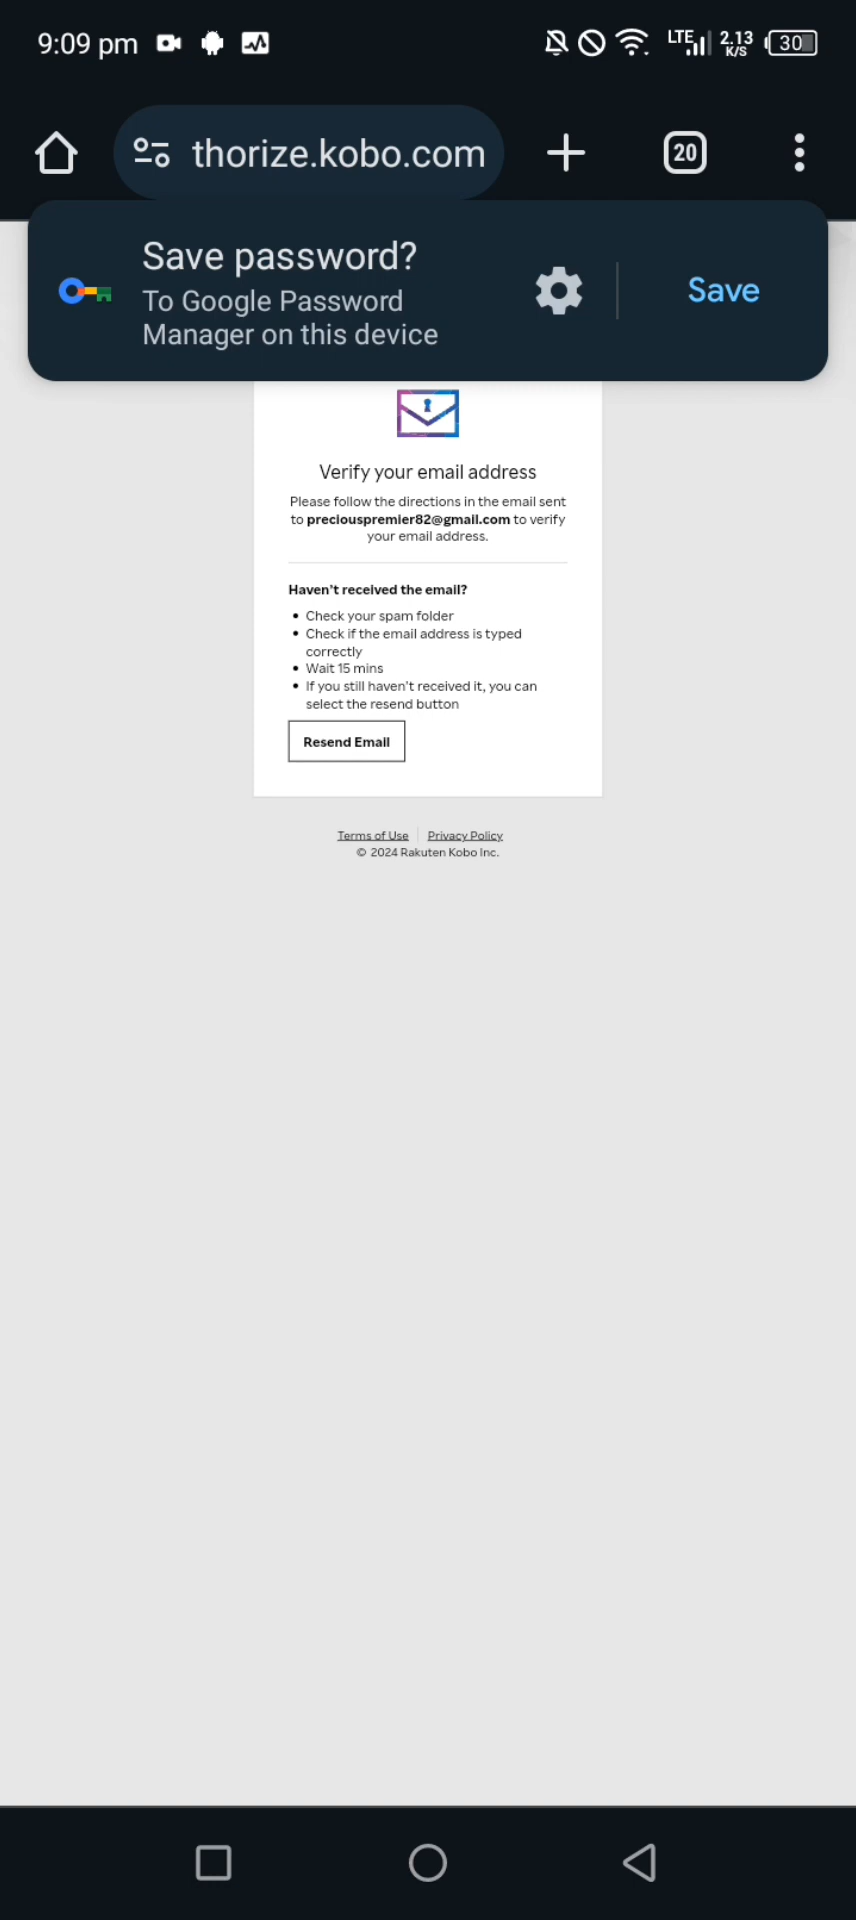 9:09 pm LTE 2.13 K/S 30
thorize.kobo.com 20
Save password?
To Google Password
Manager on this device
Save
Verify your email address
Please follow the directions in the email sent
to preciouspremier82@gmail.com to verify
your email address.
Haven't received the email?
• Check your spam folder
• Check if the email address is typed
correctly
• Wait 15 mins
• If you still haven't received it, you can
select the resend button
Resend Email
Terms of Use Privacy Policy
© 2024 Rakuten Kobo Inc.